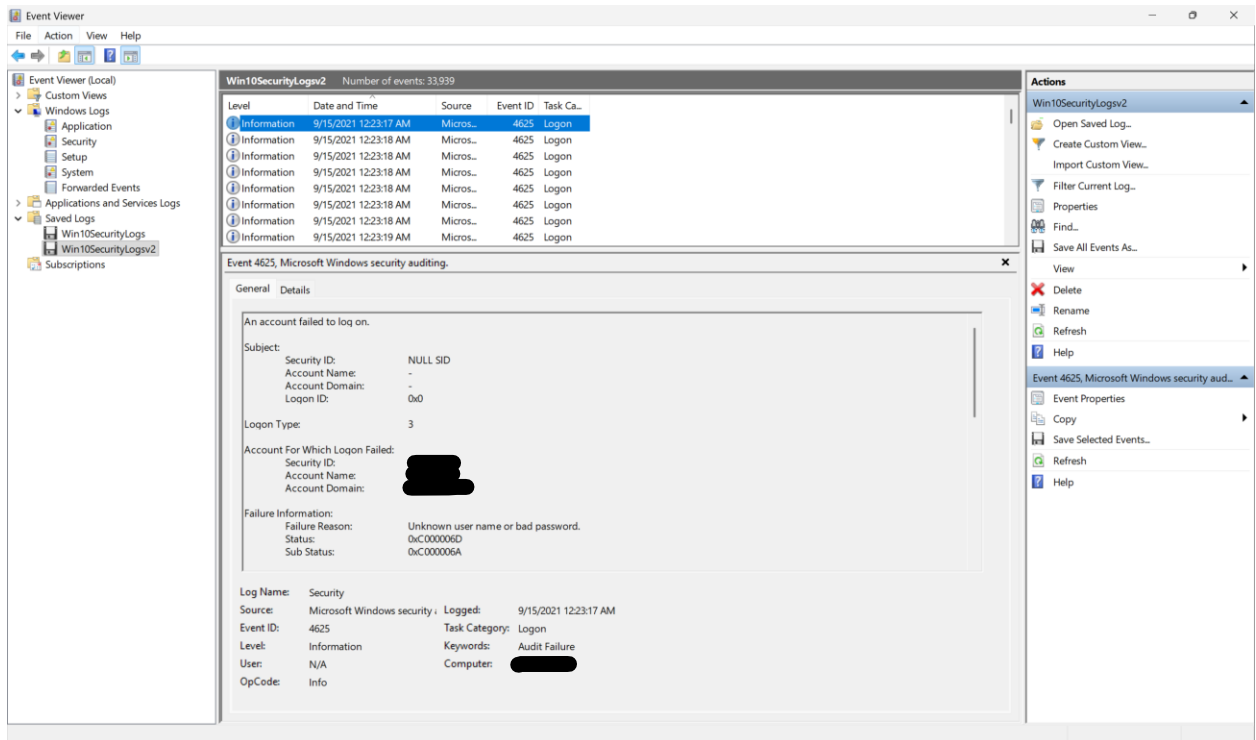 Event Viewer
File Action View Help
Event Viewer (Local)
Custom Views
Windows Logs
Application
Security
Setup
System
Forwarded Events
Applications and Services Logs
Saved Logs
Win10SecurityLogs
Win10SecurityLogsv2
Subscriptions
Win10SecurityLogsv2 Number of events: 33,939
Level Date and Time Source Event ID Task Ca...
Information 9/15/2021 12:23:17 AM Micros... 4625 Logon
Information 9/15/2021 12:23:18 AM Micros... 4625 Logon
Information 9/15/2021 12:23:18 AM Micros... 4625 Logon
Information 9/15/2021 12:23:18 AM Micros... 4625 Logon
Information 9/15/2021 12:23:18 AM Micros... 4625 Logon
Information 9/15/2021 12:23:18 AM Micros... 4625 Logon
Information 9/15/2021 12:23:18 AM Micros... 4625 Logon
Information 9/15/2021 12:23:19 AM Micros... 4625 Logon
Event 4625, Microsoft Windows security auditing.
General Details
An account failed to log on.
Subject:
Security ID: NULL SID
Account Name: -
Account Domain: -
Logon ID: 0x0
Logon Type: 3
Account For Which Logon Failed:
Security ID:
Account Name:
Account Domain:
Failure Information:
Failure Reason: Unknown user name or bad password.
Status: 0xC000006D
Sub Status: 0xC000006A
Log Name: Security
Source: Microsoft Windows security Logged: 9/15/2021 12:23:17 AM
Event ID: 4625 Task Category: Logon
Level: Information Keywords: Audit Failure
User: N/A Computer:
OpCode: Info
Actions
Win10SecurityLogsv2
Open Saved Log...
Create Custom View...
Import Custom View...
Filter Current Log...
Properties
Find...
Save All Events As...
View
Delete
Rename
Refresh
Help
Event 4625, Microsoft Windows security aud...
Event Properties
Copy
Save Selected Events...
Refresh
Help